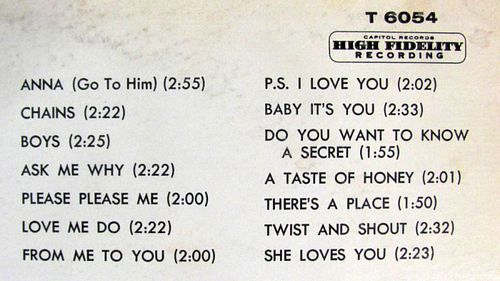 T 6054
CAPITOL RECORDS
HIGH FIDELITY
RECORDING
ANNA (Go To Him) (2:55)
CHAINS (2:22)
BOYS (2:25)
ASK ME WHY (2:22)
PLEASE PLEASE ME (2:00)
LOVE ME DO (2:22)
FROM ME TO YOU (2:00)
P.S. I LOVE YOU (2:02)
BABY IT'S YOU (2:33)
DO YOU WANT TO KNOW
A SECRET (1:55)
A TASTE OF HONEY (2:01)
THERE'S A PLACE (1:50)
TWIST AND SHOUT (2:32)
SHE LOVES YOU (2:23)